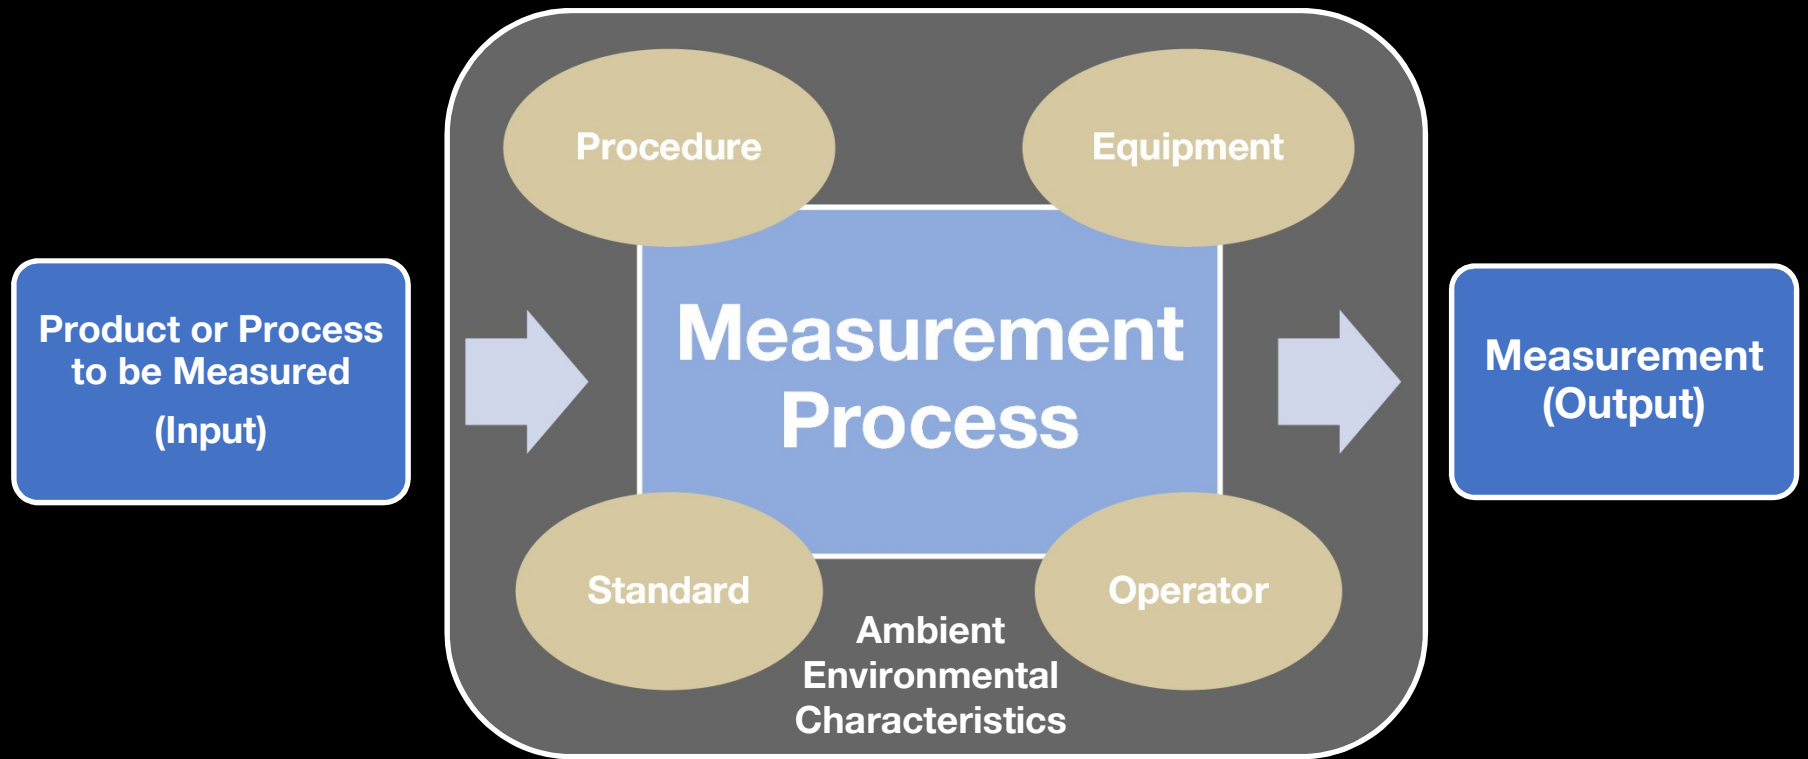 Procedure
Equipment
Product or Process
to be Measured
(Input)
Measurement
Process
Measurement
(Output)
Standard
Operator
Ambient
Environmental
Characteristics